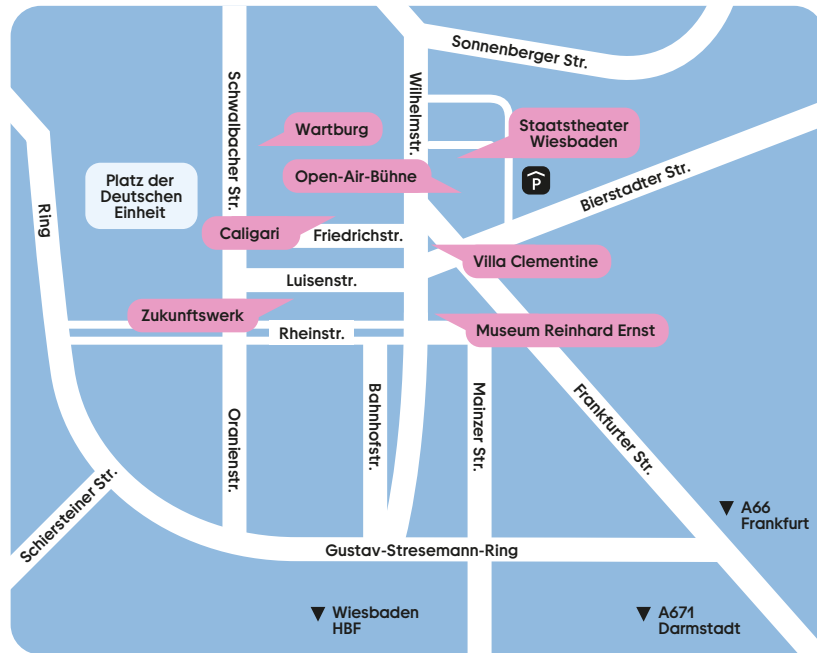 Sonnenberger Str.
Schwalbacher Str.
Wilhelmstr.
Wartburg
Staatstheater
Wiesbaden
Open-Air-Bühne
P
Bierstadter Str.
Platz der
Deutschen
Einheit
Ring
Caligari
Friedrichstr.
Villa Clementine
Luisenstr.
Zukunftswerk
Rheinstr.
Museum Reinhard Ernst
Oranienstr.
Bahnhofstr.
Mainzer Str.
Frankfurter Str.
Schiersteiner Str.
A66
Frankfurt
Gustav-Stresemann-Ring
Wiesbaden
HBF
A671
Darmstadt